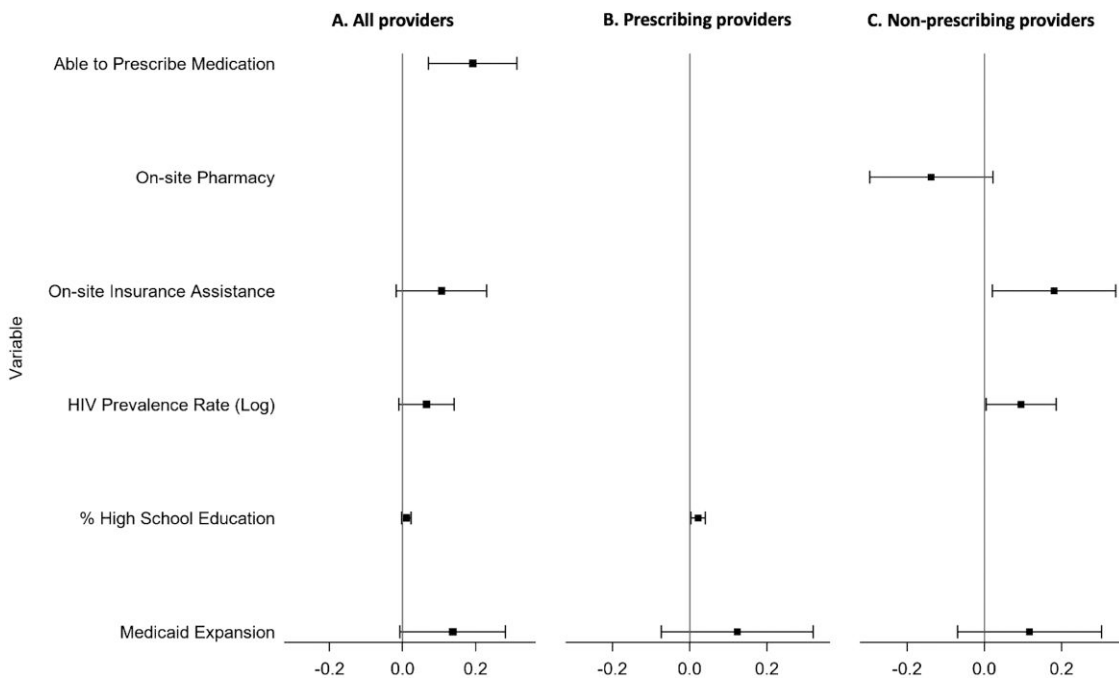 A. All providers B. Prescribing providers C. Non-prescribing providers
Able to Prescribe Medication
On-site Pharmacy
On-site Insurance Assistance
Variable
HIV Prevalence Rate (Log)
% High School Education
Medicaid Expansion
-0.2 0.0 0.2 -0.2 0.0 0.2 -0.2 0.0 0.2